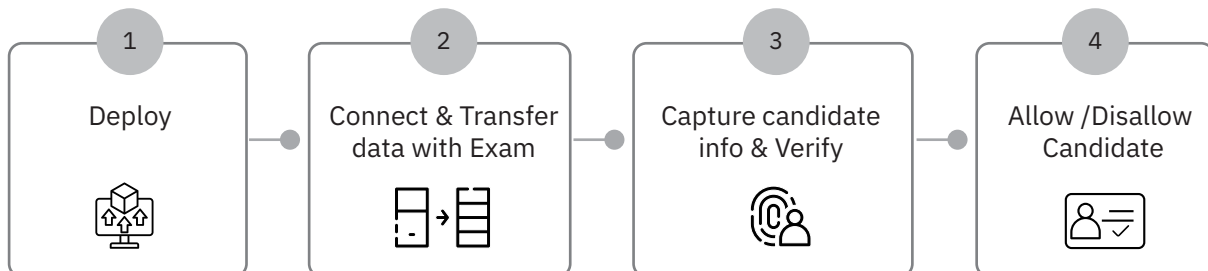 1
Deploy
2
Connect & Transfer
data with Exam
3
Capture candidate
info & Verify
4
Allow /Disallow
Candidate